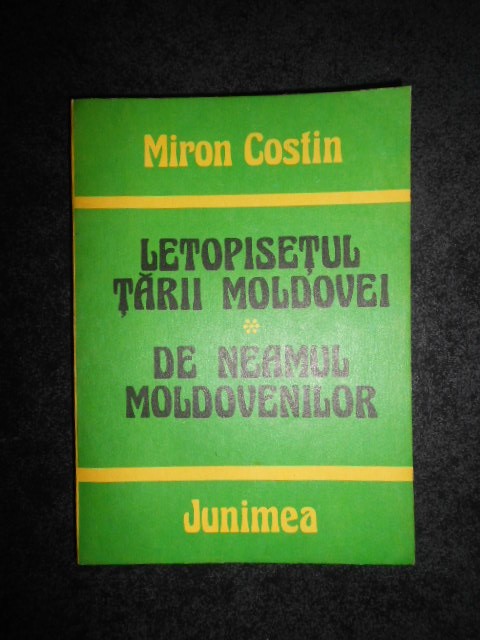 Miron Costin
LETOPISEȚUL
ȚĂRII MOLDOVEI
*
DE NEAMUL
MOLDOVENILOR
Junimea